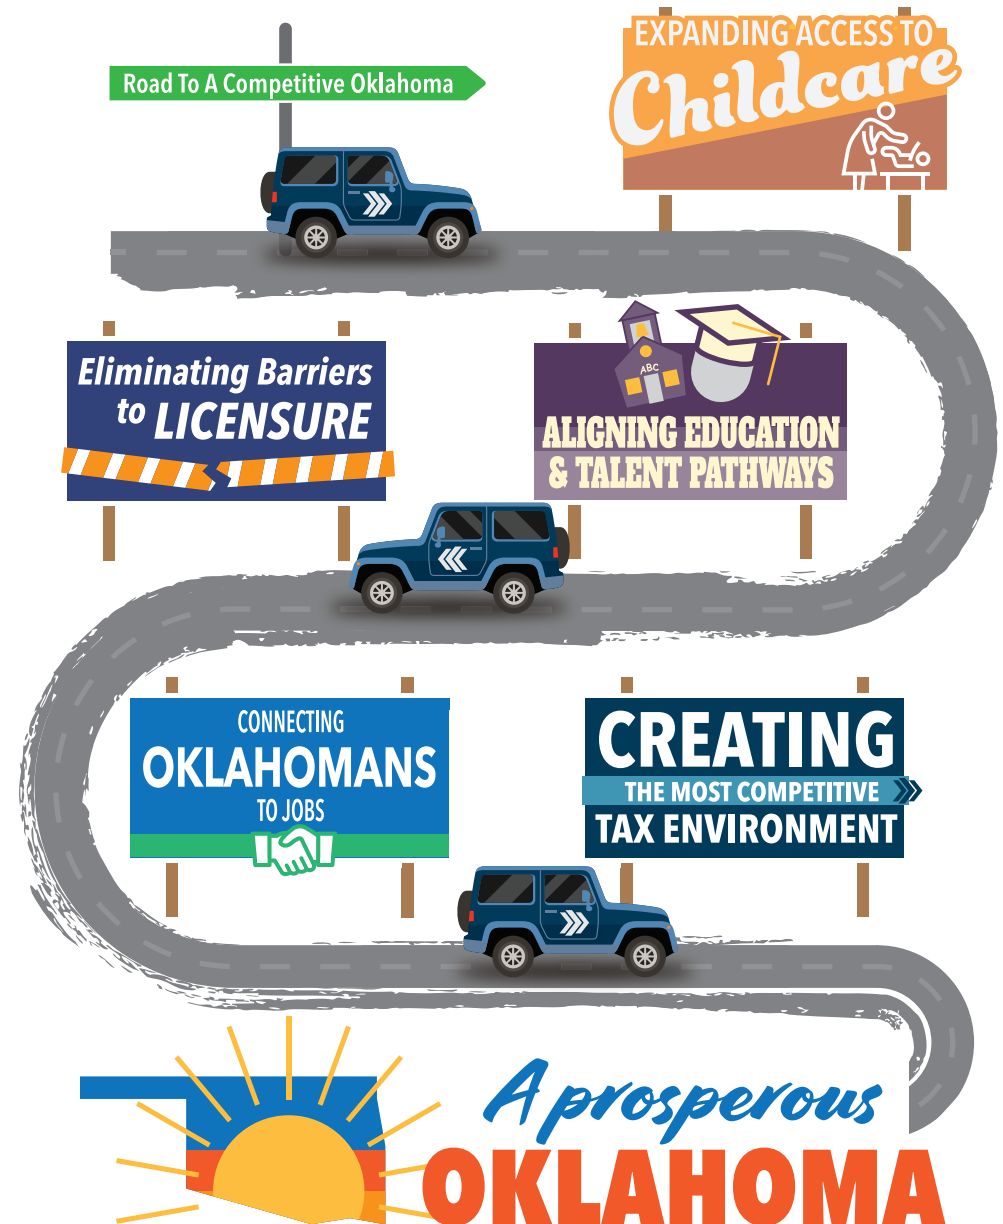 Road To A Competitive Oklahoma
EXPANDING ACCESS TO
Childcare
Eliminating Barriers
to LICENSURE
ABC
ALIGNING EDUCATION
& TALENT PATHWAYS
CONNECTING
OKLAHOMANS
TO JOBS
CREATING
THE MOST COMPETITIVE
TAX ENVIRONMENT
A prosperous
OKLAHOMA